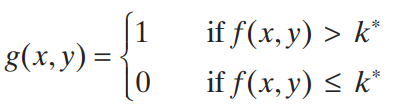 g(x, y) = { 1 if f(x, y) > k*
0 if f(x, y) ≤ k*